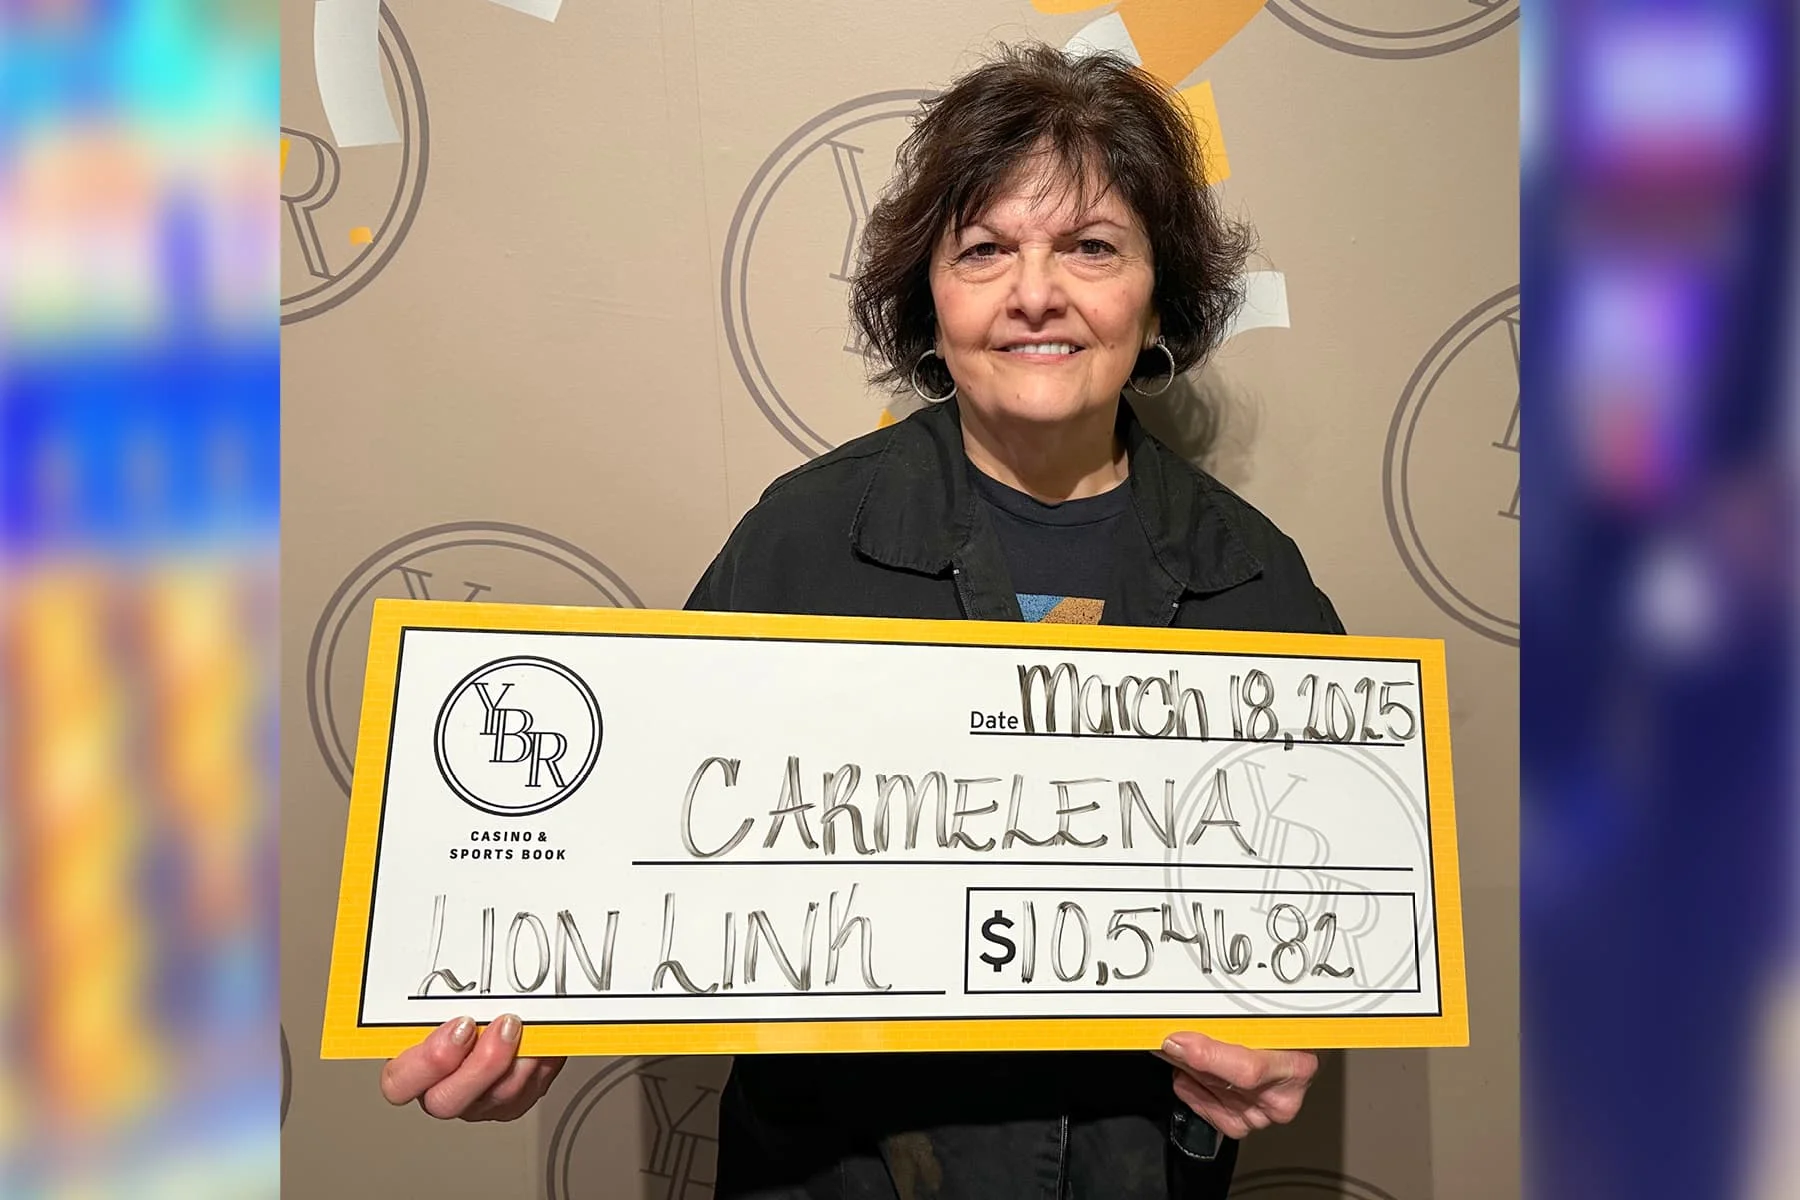 YBR
CASINO &
SPORTS BOOK
Date March 18, 2025
CARMELENA
LION LINK
$10,546.82